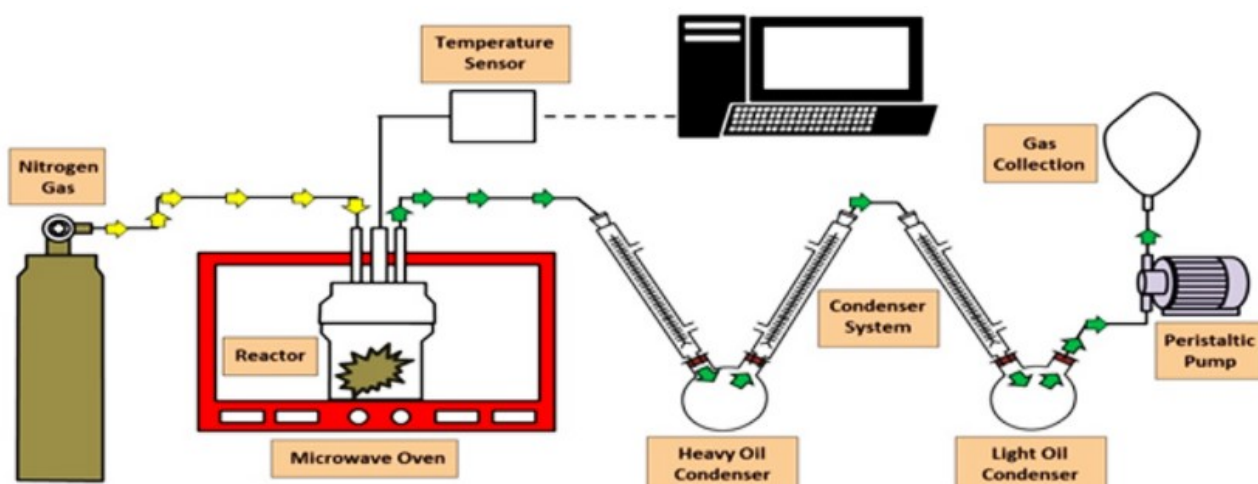 Temperature
Sensor
Nitrogen
Gas
Gas
Collection
Reactor
Condenser
System
Peristaltic
Pump
Microwave Oven
Heavy Oil
Condenser
Light Oil
Condenser